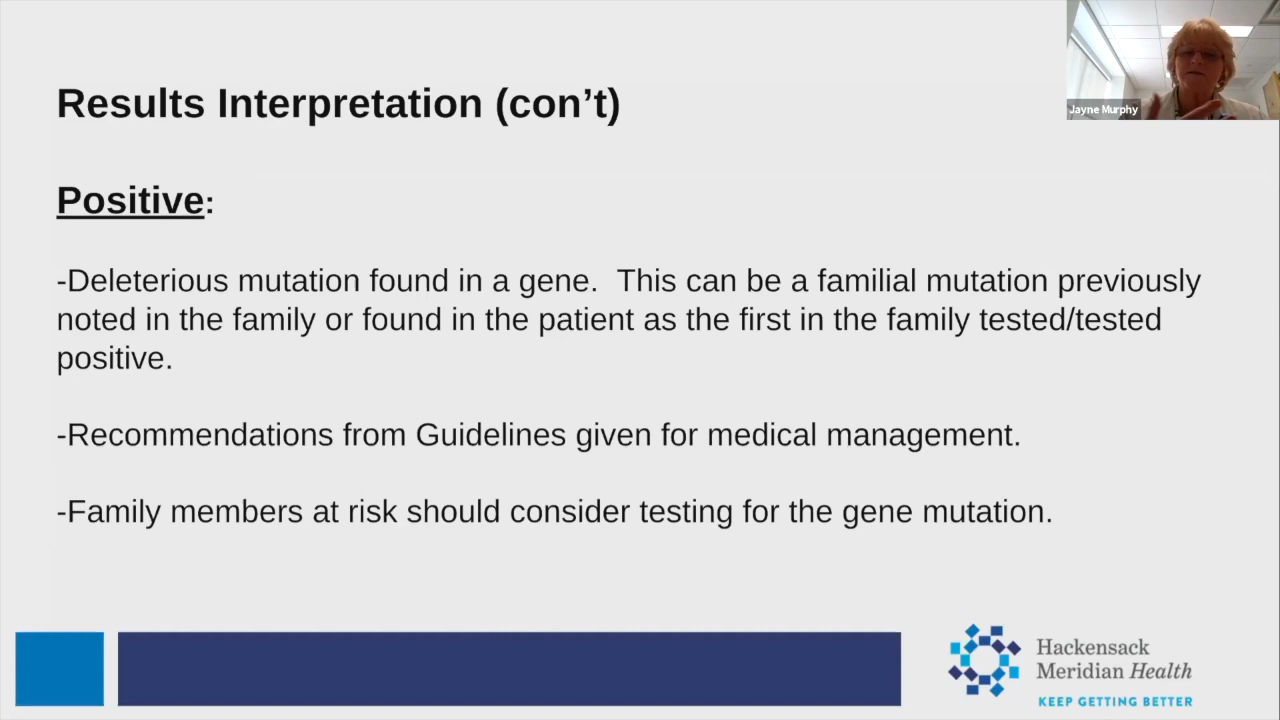 Results Interpretation (con’t)
Jayne Murphy
Positive:
-Deleterious mutation found in a gene.  This can be a familial mutation previously
noted in the family or found in the patient as the first in the family tested/tested
positive.
-Recommendations from Guidelines given for medical management.
-Family members at risk should consider testing for the gene mutation.
Hackensack
Meridian Health
KEEP GETTING BETTER